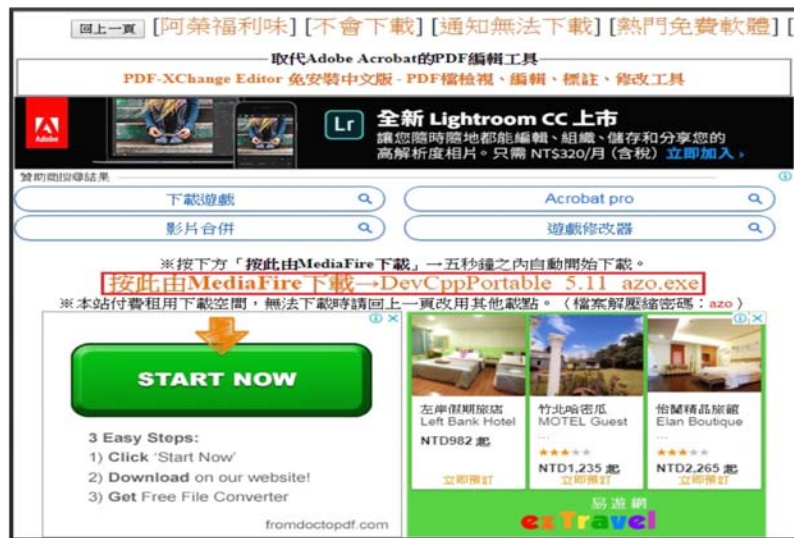 回上一頁 [阿榮福利味] [不會下載] [通知無法下載] [熱門免費軟體] [
取代Adobe Acrobat的PDF編輯工具
PDF-XChange Editor 免安裝中文版 - PDF檔檢視、編輯、標註、修改工具
Adobe
Lr
全新 Lightroom CC 上市
讓您隨時隨地都能編輯、組織、儲存和分享您的
高解析度相片。只需 NT$320/月 (含稅) 立即加入 ›
贊助商搜尋結果
下載遊戲
Acrobat pro
影片合併
遊戲修改器
※按下方「按此由MediaFire下載」→五秒鐘之內自動開始下載。
按此由MediaFire下載→DevCppPortable_5.11_azo.exe
※本站付費租用下載空間，無法下載時請回上一頁改用其他載點。（檔案解壓縮密碼：azo）
START NOW
3 Easy Steps:
1) Click 'Start Now'
2) Download on our website!
3) Get Free File Converter
fromdoctopdf.com
左岸假期旅店
Left Bank Hotel
NTD982 起
立即預訂
竹北哈密瓜
MOTEL Guest
...
NTD1,235 起
立即預訂
怡蘭精品旅館
Elan Boutique
...
NTD2,265 起
立即預訂
易遊網
ezTravel